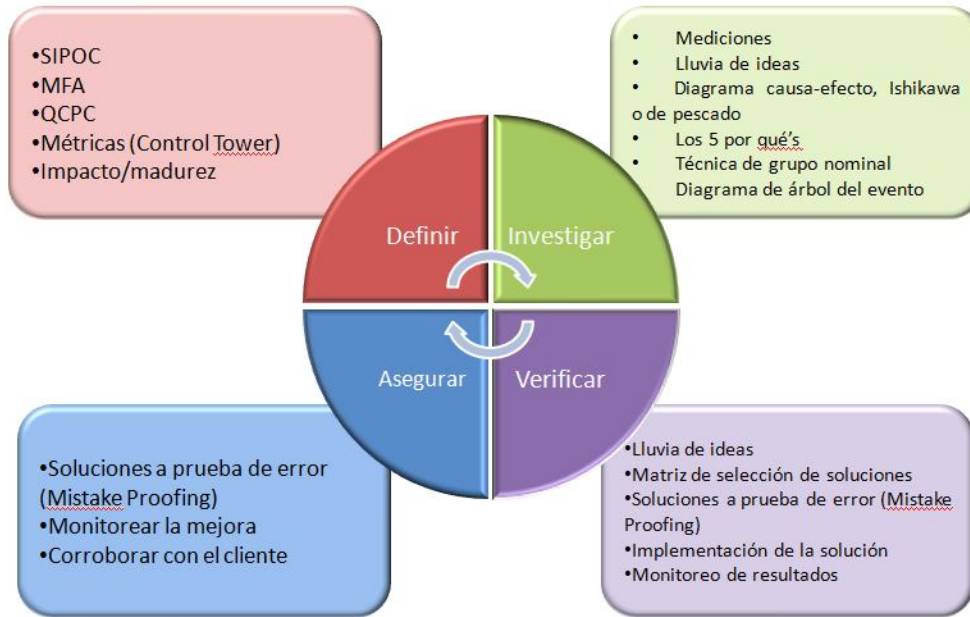 •SIPOC
•MFA
•QCPC
•Métricas (Control Tower)
•Impacto/madurez
• Mediciones
• Lluvia de ideas
• Diagrama causa-efecto, Ishikawa
o de pescado
• Los 5 por qué's
• Técnica de grupo nominal
Diagrama de árbol del evento
Definir
Investigar
Asegurar
Verificar
•Soluciones a prueba de error
(Mistake Proofing)
•Monitorear la mejora
•Corroborar con el cliente
•Lluvia de ideas
•Matriz de selección de soluciones
•Soluciones a prueba de error (Mistake
Proofing)
•Implementación de la solución
•Monitoreo de resultados